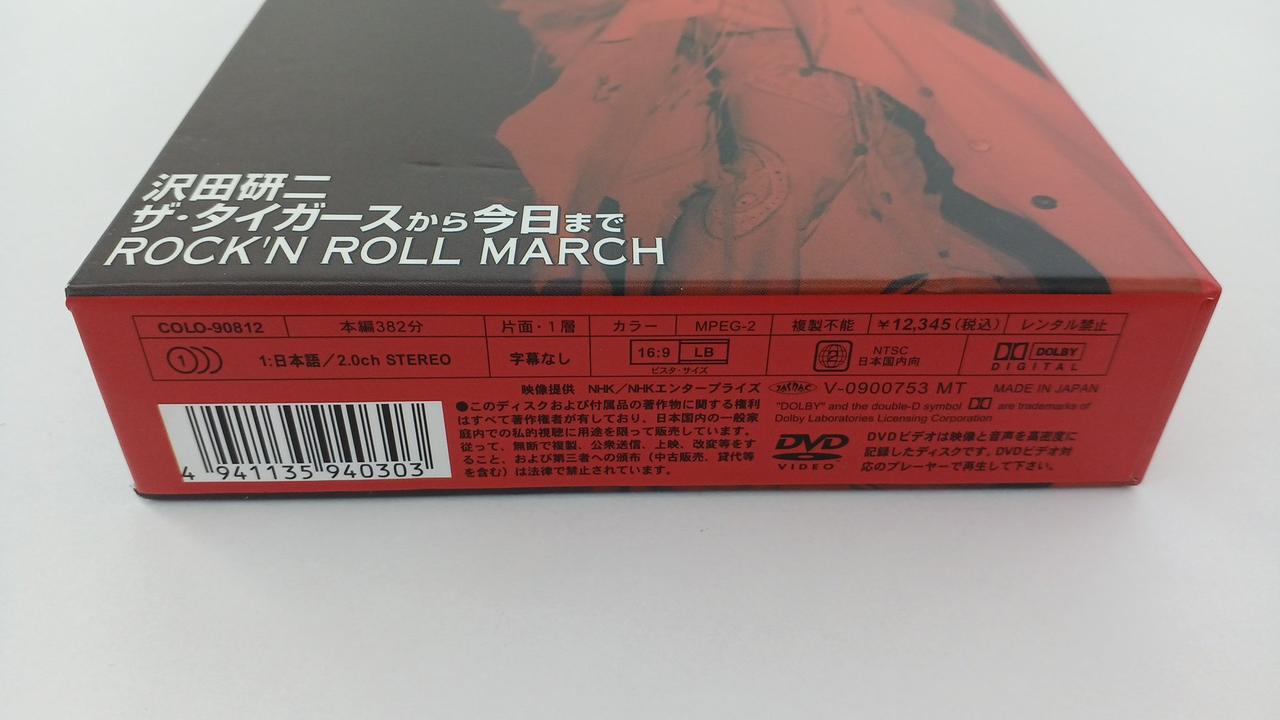 沢田研二
ザ・タイガースから今日まで
ROCK'N ROLL MARCH
COLO-90812 本編382分 片面・1層 カラー MPEG-2 複製不能 ¥12,345(税込) レンタル禁止
1 1:日本語/2.0ch STEREO 字幕なし 16:9 LB ビスタ・サイズ 2 NTSC 日本国内向 DOLBY DIGITAL
映像提供 NHK/NHKエンタープライズ JASRAC V-0900753 MT MADE IN JAPAN
●このディスクおよび付属品の著作物に関する権利
はすべて著作権者が有しており、日本国内の一般家
庭内での私的視聴に用途を限って販売しています。
従って、無断で複製、公衆送信、上映、改変等をす
ること、および第三者への頒布(中古販売、貸代等
を含む)は法律で禁止されています。
"DOLBY" and the double-D symbol are trademarks of
Dolby Laboratories Licensing Corporation
DVD VIDEO
DVDビデオは映像と音声を高密度に
記録したディスクです。DVDビデオ対
応のプレーヤーで再生して下さい。
4 941135 940303